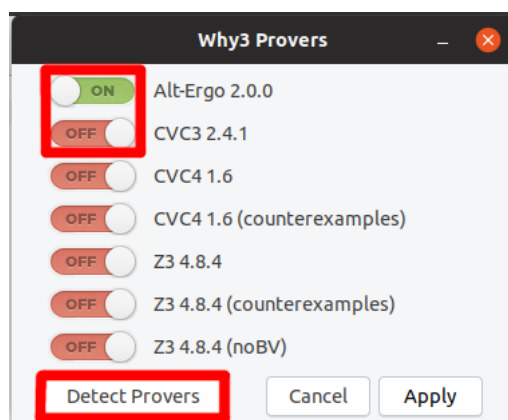 Why3 Provers
ON Alt-Ergo 2.0.0
OFF CVC3 2.4.1
OFF CVC4 1.6
OFF CVC4 1.6 (counterexamples)
OFF Z3 4.8.4
OFF Z3 4.8.4 (counterexamples)
OFF Z3 4.8.4 (noBV)
Detect Provers Cancel Apply